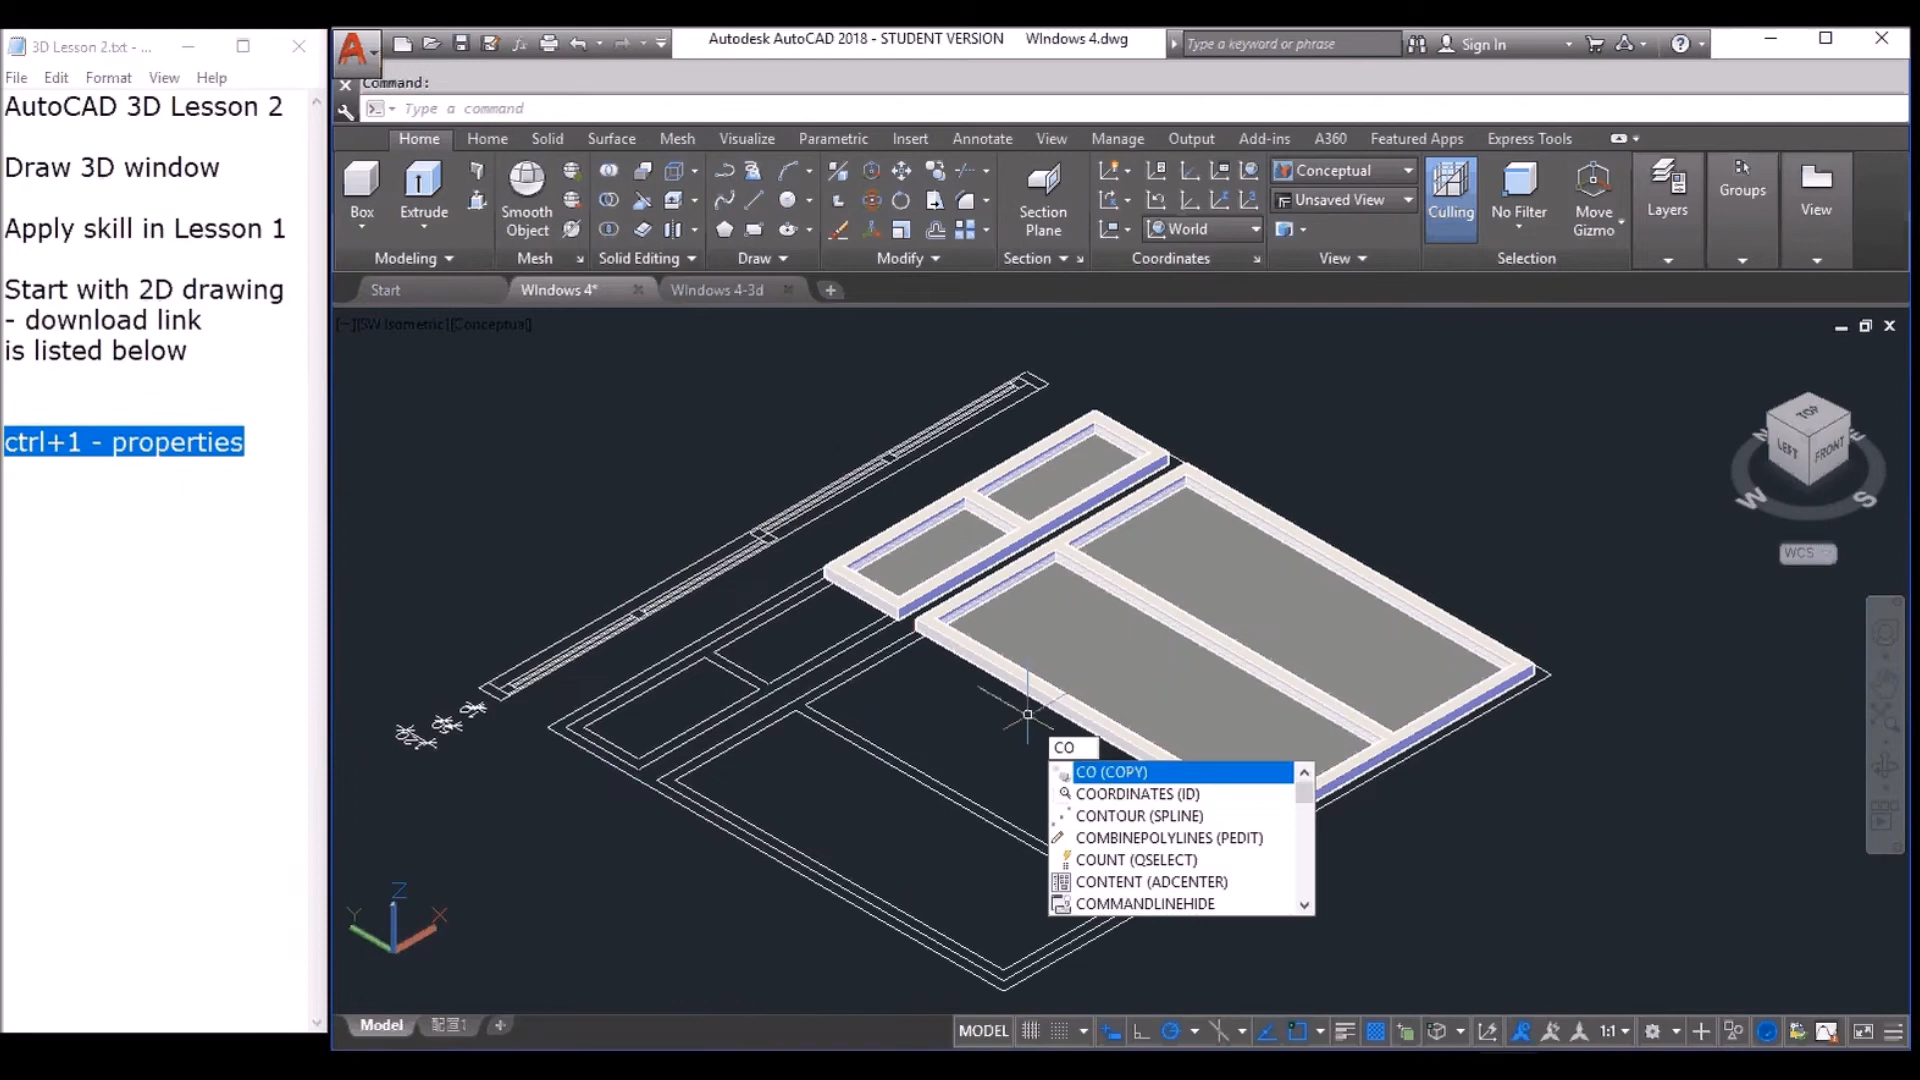 3D Lesson 2.txt - ...
File Edit Format View Help
AutoCAD 3D Lesson 2
Draw 3D window
Apply skill in Lesson 1
Start with 2D drawing
- download link
is listed below
ctrl+1 - properties
Autodesk AutoCAD 2018 - STUDENT VERSION WIndows 4.dwg
Type a keyword or phrase
Sign In
Command:
Type a command
Home Home Solid Surface Mesh Visualize Parametric Insert Annotate View Manage Output Add-ins A360 Featured Apps Express Tools
Box
Extrude
Smooth
Object
Section
Plane
Conceptual
Unsaved View
World
Culling
No Filter
Move
Gizmo
Layers
Groups
View
Modeling Mesh Solid Editing Draw Modify Section Coordinates View Selection
Start WIndows 4* WIndows 4-3d
[−][SW Isometric][Conceptual]
TOP
LEFT
FRONT
W
S
WCS
CO
CO (COPY)
COORDINATES (ID)
CONTOUR (SPLINE)
COMBINEPOLYLINES (PEDIT)
COUNT (QSELECT)
CONTENT (ADCENTER)
COMMANDLINEHIDE
Z
Y
X
Model 配置1
MODEL
1:1